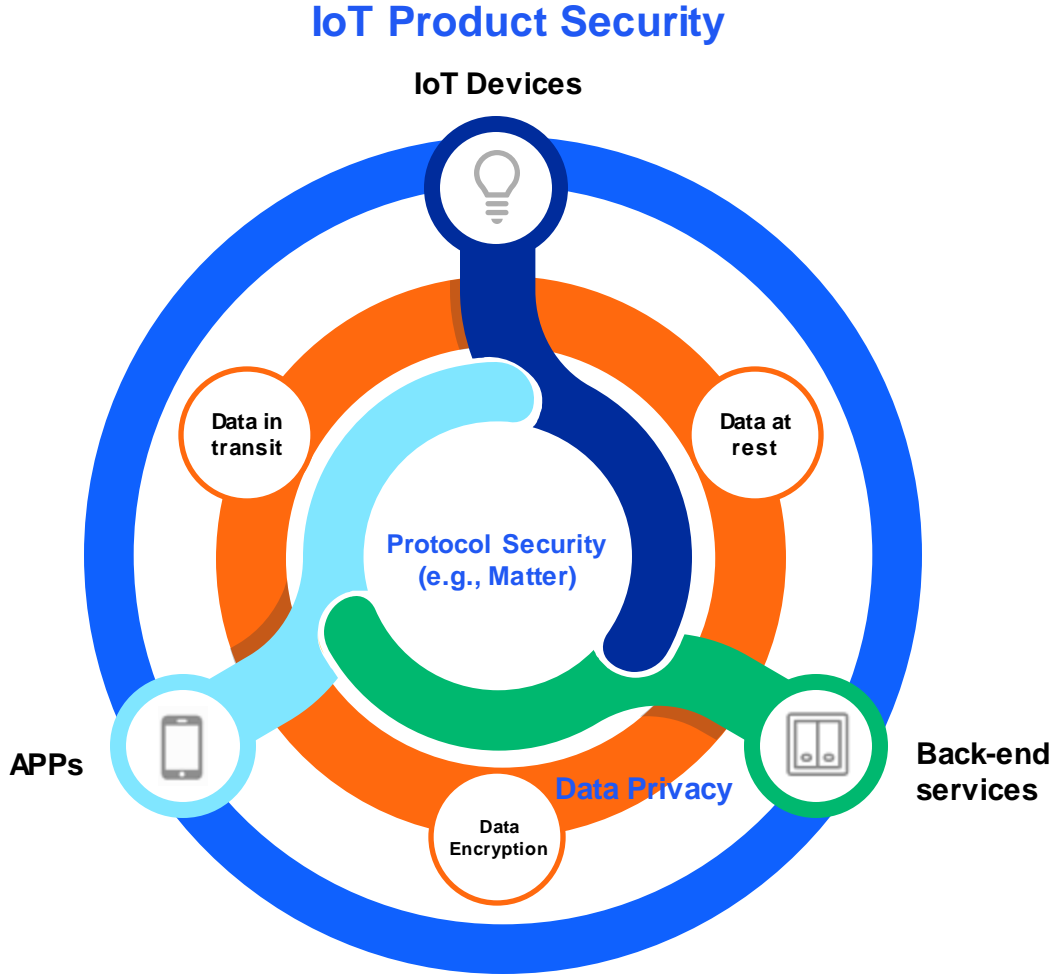 IoT Product Security
IoT Devices
Data in
transit
Data at
rest
Protocol Security
(e.g., Matter)
APPs
Back-end
services
Data Privacy
Data
Encryption